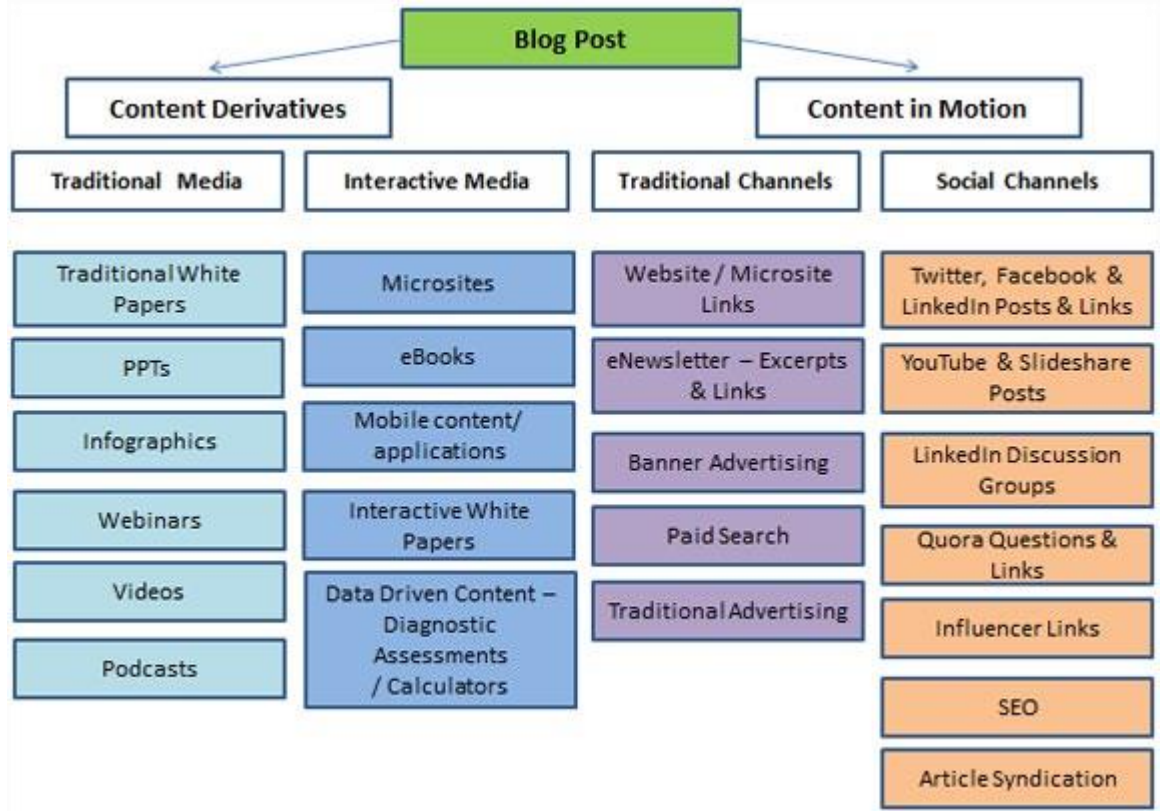 Blog Post
Content Derivatives
Content in Motion
Traditional Media
Interactive Media
Traditional Channels
Social Channels
Traditional White
Papers
PPTs
Infographics
Webinars
Videos
Podcasts
Microsites
eBooks
Mobile content/
applications
Interactive White
Papers
Data Driven Content –
Diagnostic
Assessments
/ Calculators
Website / Microsite
Links
eNewsletter – Excerpts
& Links
Banner Advertising
Paid Search
Traditional Advertising
Twitter, Facebook &
LinkedIn Posts & Links
YouTube & Slideshare
Posts
LinkedIn Discussion
Groups
Quora Questions &
Links
Influencer Links
SEO
Article Syndication